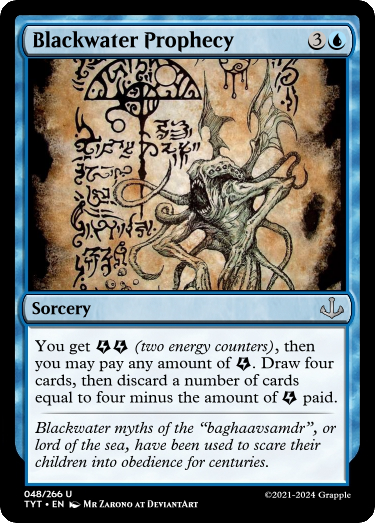 Blackwater Prophecy 3
Sorcery
You get (two energy counters), then
you may pay any amount of . Draw four
cards, then discard a number of cards
equal to four minus the amount of paid.
Blackwater myths of the “baghaavsamdr”, or
lord of the sea, have been used to scare their
children into obedience for centuries.
048/266 U
TYT • EN Mr Zarono at DeviantArt
©2021-2024 Grapple